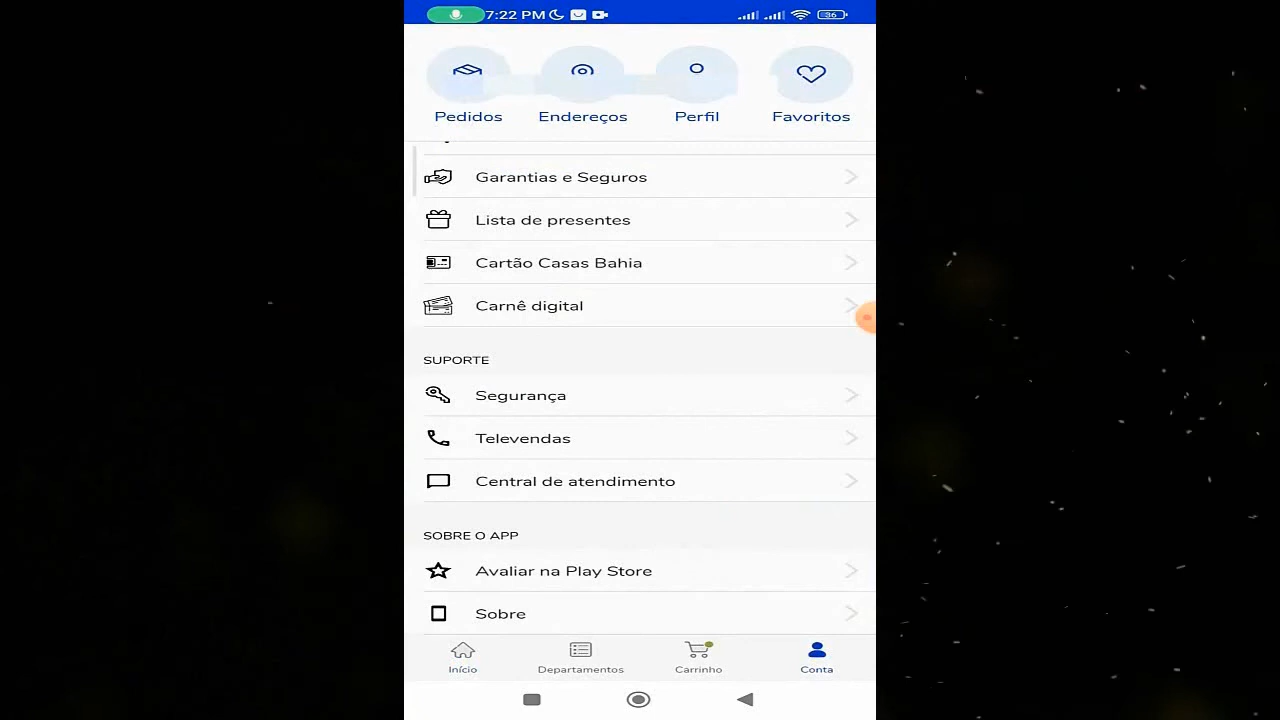 7:22 PM
36
Pedidos Endereços Perfil Favoritos
Garantias e Seguros
Lista de presentes
Cartão Casas Bahia
Carnê digital
SUPORTE
Segurança
Televendas
Central de atendimento
SOBRE O APP
Avaliar na Play Store
Sobre
Início Departamentos Carrinho Conta